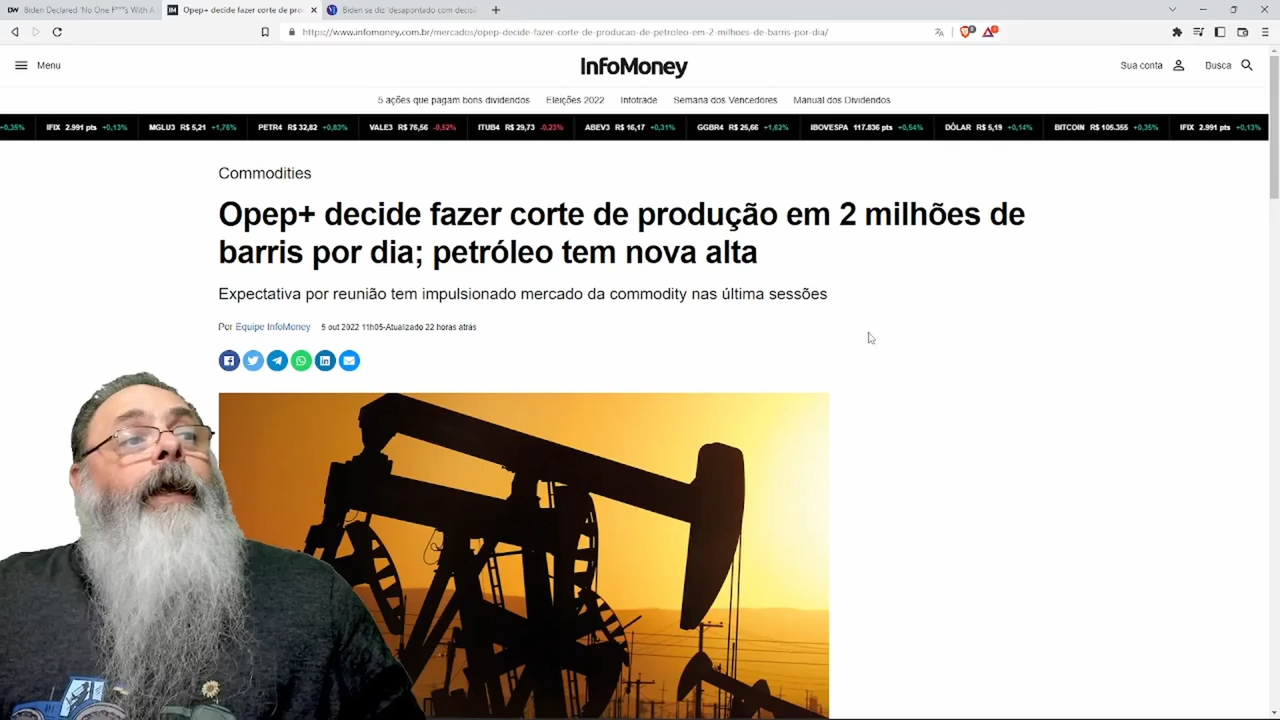 DW Biden Declared 'No One F***s With A
IM Opep+ decide fazer corte de pro
Biden se diz 'desapontado com decisã
https://www.infomoney.com.br/mercados/opep-decide-fazer-corte-de-producao-de-petroleo-em-2-milhoes-de-barris-por-dia/
Menu
InfoMoney
Sua conta
Busca
5 ações que pagam bons dividendos Eleições 2022 Infotrade Semana dos Vencedores Manual dos Dividendos
+0,35% IFIX 2.991 pts +0,13% MGLU3 R$ 5,21 +1,76% PETR4 R$ 32,82 +0,83% VALE3 R$ 76,56 -0,52% ITUB4 R$ 29,73 -0,23% ABEV3 R$ 16,17 +0,31% GGBR4 R$ 25,66 +1,62% IBOVESPA 117.836 pts +0,54% DÓLAR R$ 5,19 +0,14% BITCOIN R$ 105.355 +0,35% IFIX 2.991 pts +0,13%
Commodities
Opep+ decide fazer corte de produção em 2 milhões de
barris por dia; petróleo tem nova alta
Expectativa por reunião tem impulsionado mercado da commodity nas última sessões
Por Equipe InfoMoney 5 out 2022 11h05-Atualizado 22 horas atrás